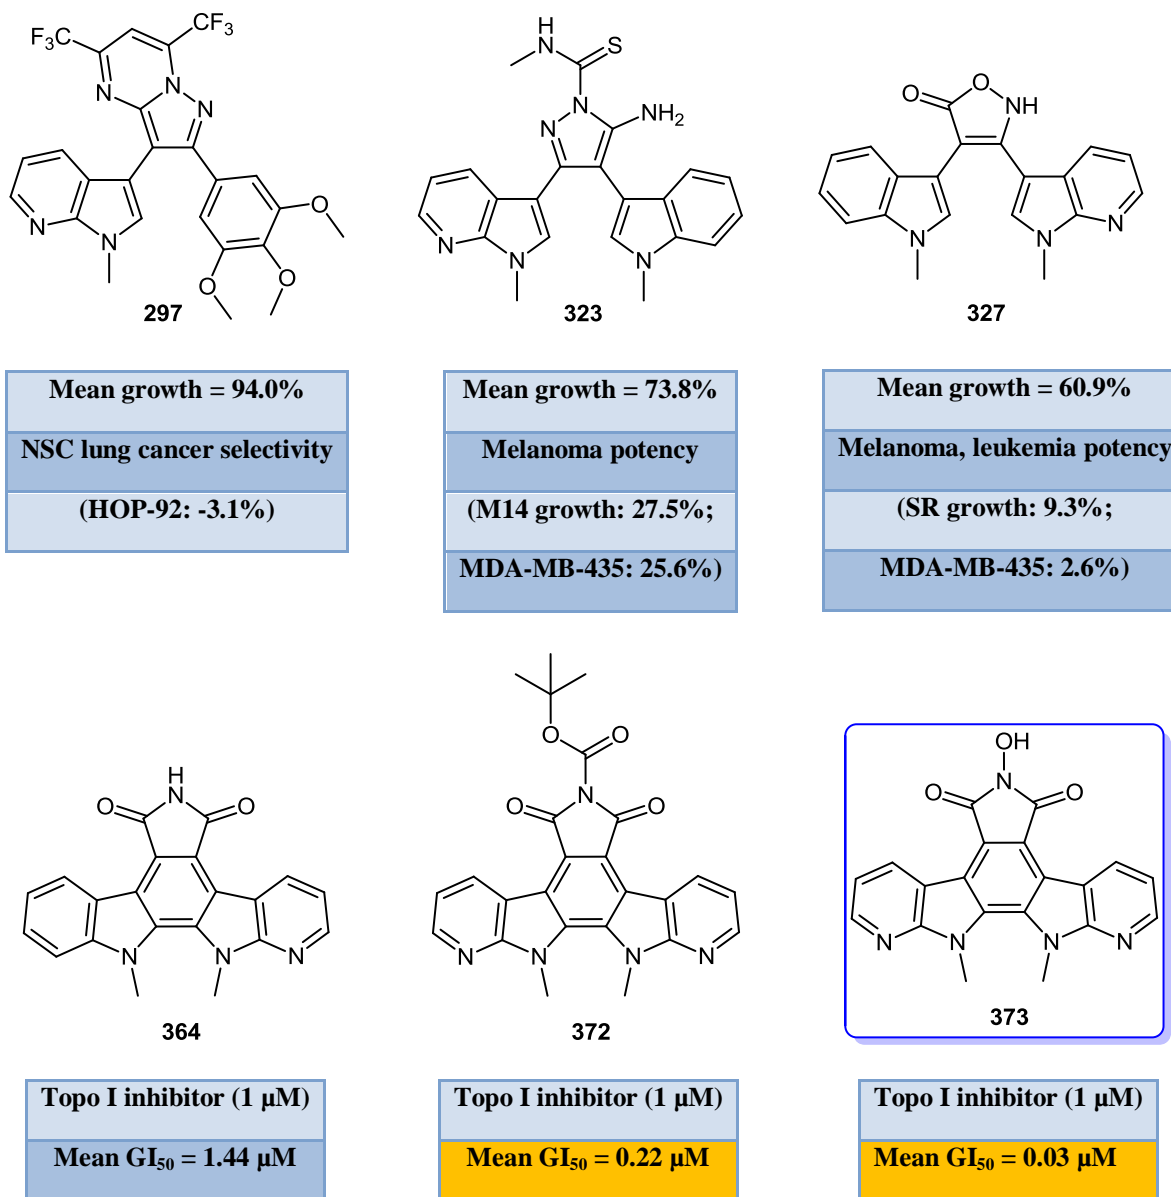 F₃C CF₃
N N N
N N
O
O
O
297
H
N S
N NH₂
N
N N N
323
O O NH
N N N
327
Mean growth = 94.0%
NSC lung cancer selectivity
(HOP-92: -3.1%)
Mean growth = 73.8%
Melanoma potency
(M14 growth: 27.5%;
MDA-MB-435: 25.6%)
Mean growth = 60.9%
Melanoma, leukemia potency
(SR growth: 9.3%;
MDA-MB-435: 2.6%)
H
O N O
N N N
364
O O
N
O O
N N N N
372
OH
O N O
N N N N
373
Topo I inhibitor (1 µM)
Mean GI₅₀ = 1.44 µM
Topo I inhibitor (1 µM)
Mean GI₅₀ = 0.22 µM
Topo I inhibitor (1 µM)
Mean GI₅₀ = 0.03 µM